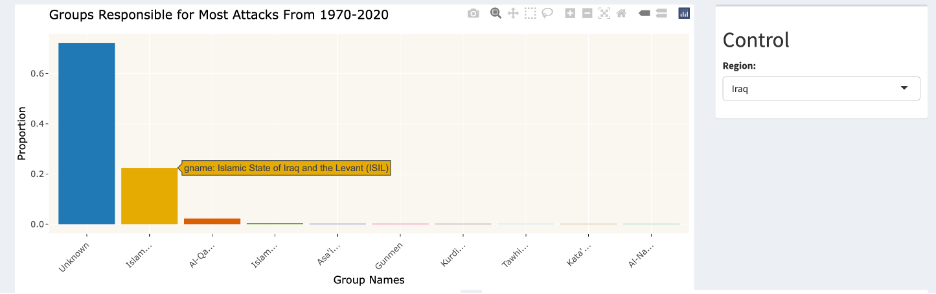 Groups Responsible for Most Attacks From 1970-2020
Proportion
0.6
0.4
0.2
0.0
gname: Islamic State of Iraq and the Levant (ISIL)
Unknown
Islam...
Al-Qa...
Islam...
Asa'i...
Gunmen
Kurdi...
Tawhi...
Kata'...
Al-Na...
Group Names
Control
Region:
Iraq